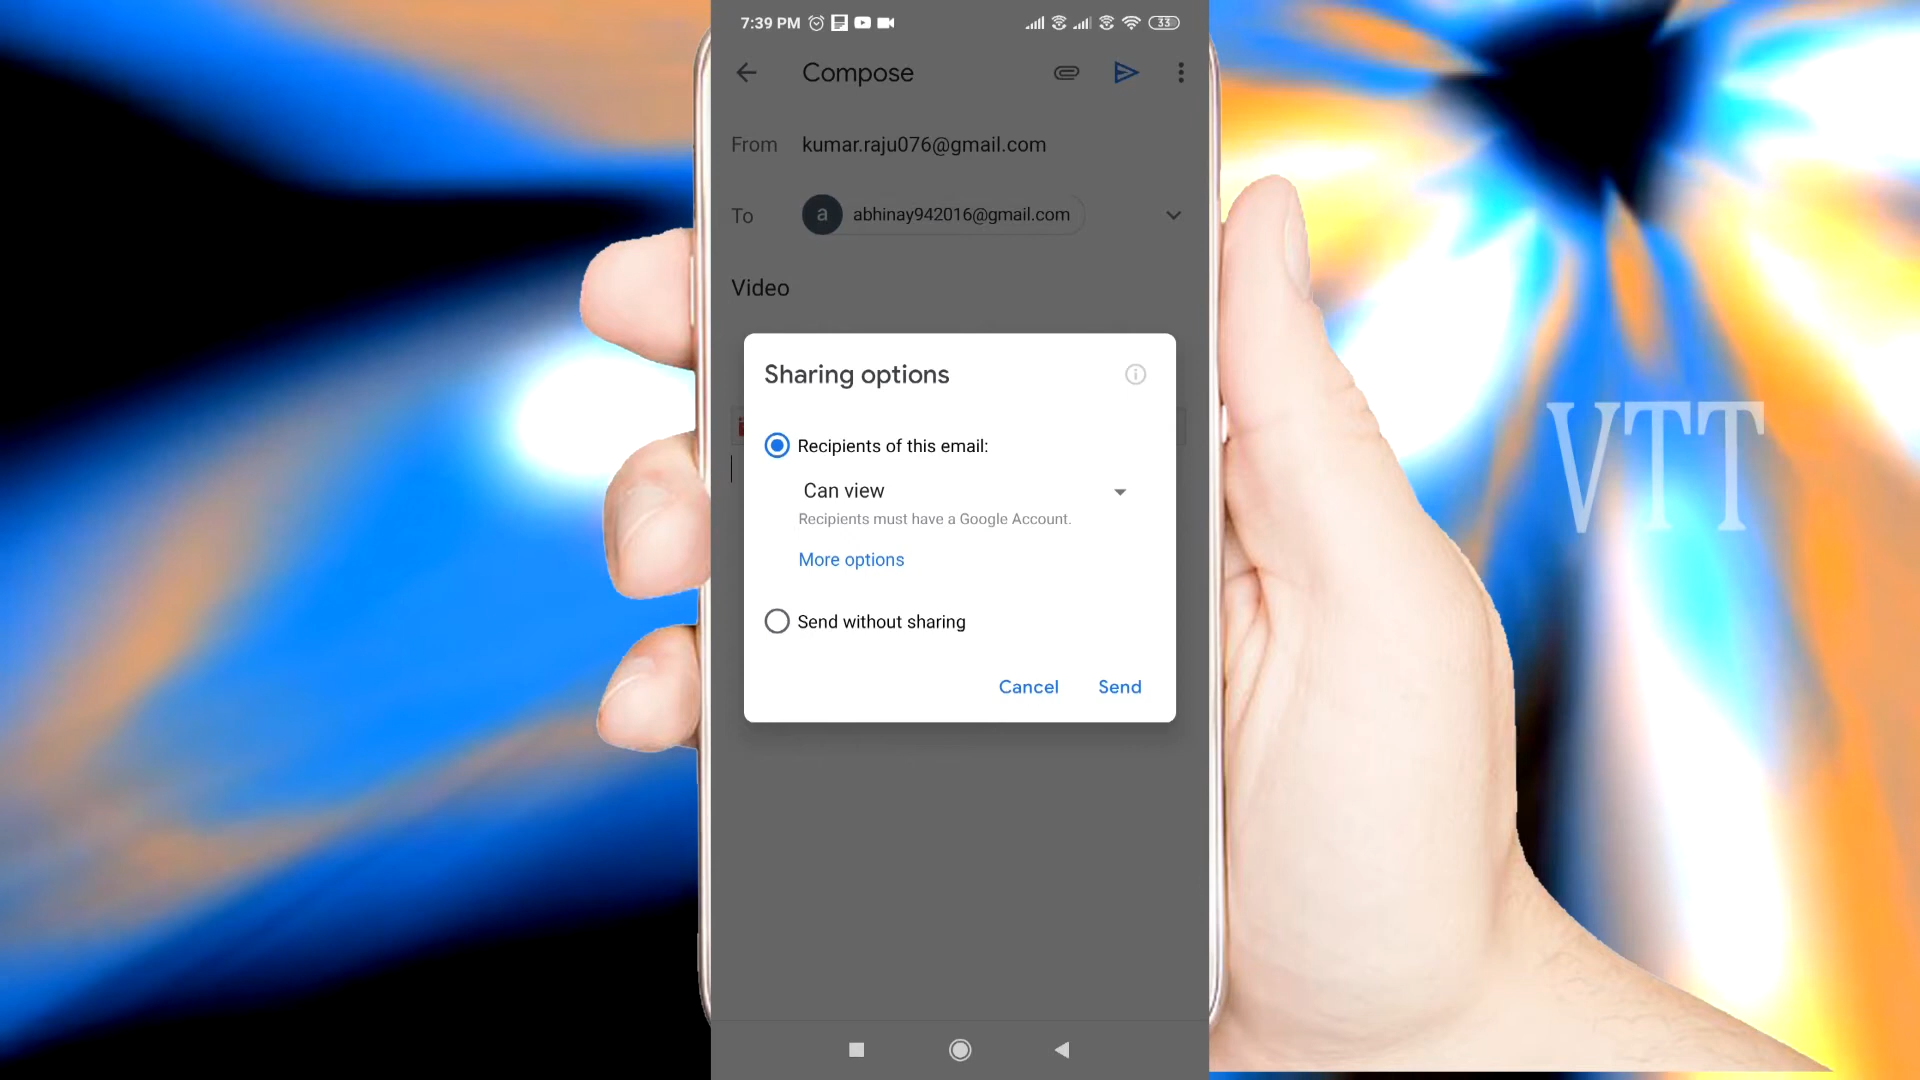 7:39 PM
33
Compose
From kumar.raju076@gmail.com
To a abhinay942016@gmail.com
Video
Sharing options
Recipients of this email:
Can view
Recipients must have a Google Account.
More options
Send without sharing
Cancel Send
VTT